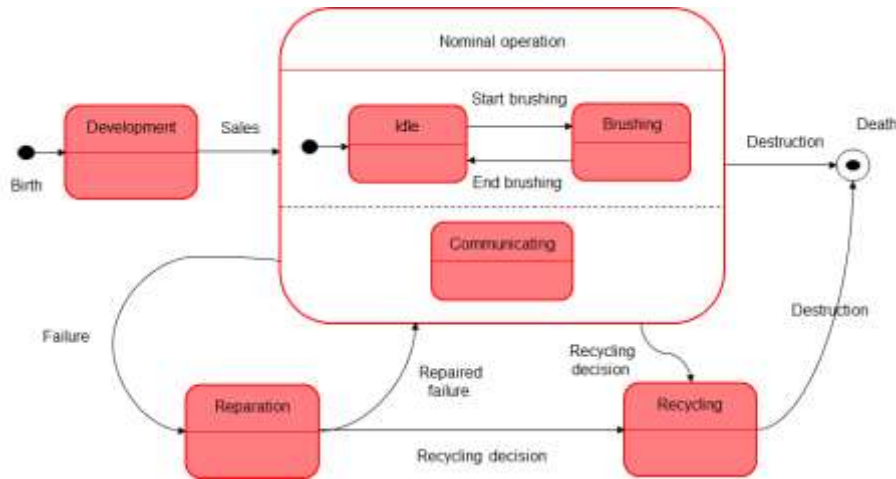 Nominal operation
Start brushing
Development
Sales
Idle
Brushing
Death
Destruction
Birth
End brushing
Communicating
Destruction
Failure
Recycling
decision
Repaired
failure
Reparation
Recycling
Recycling decision